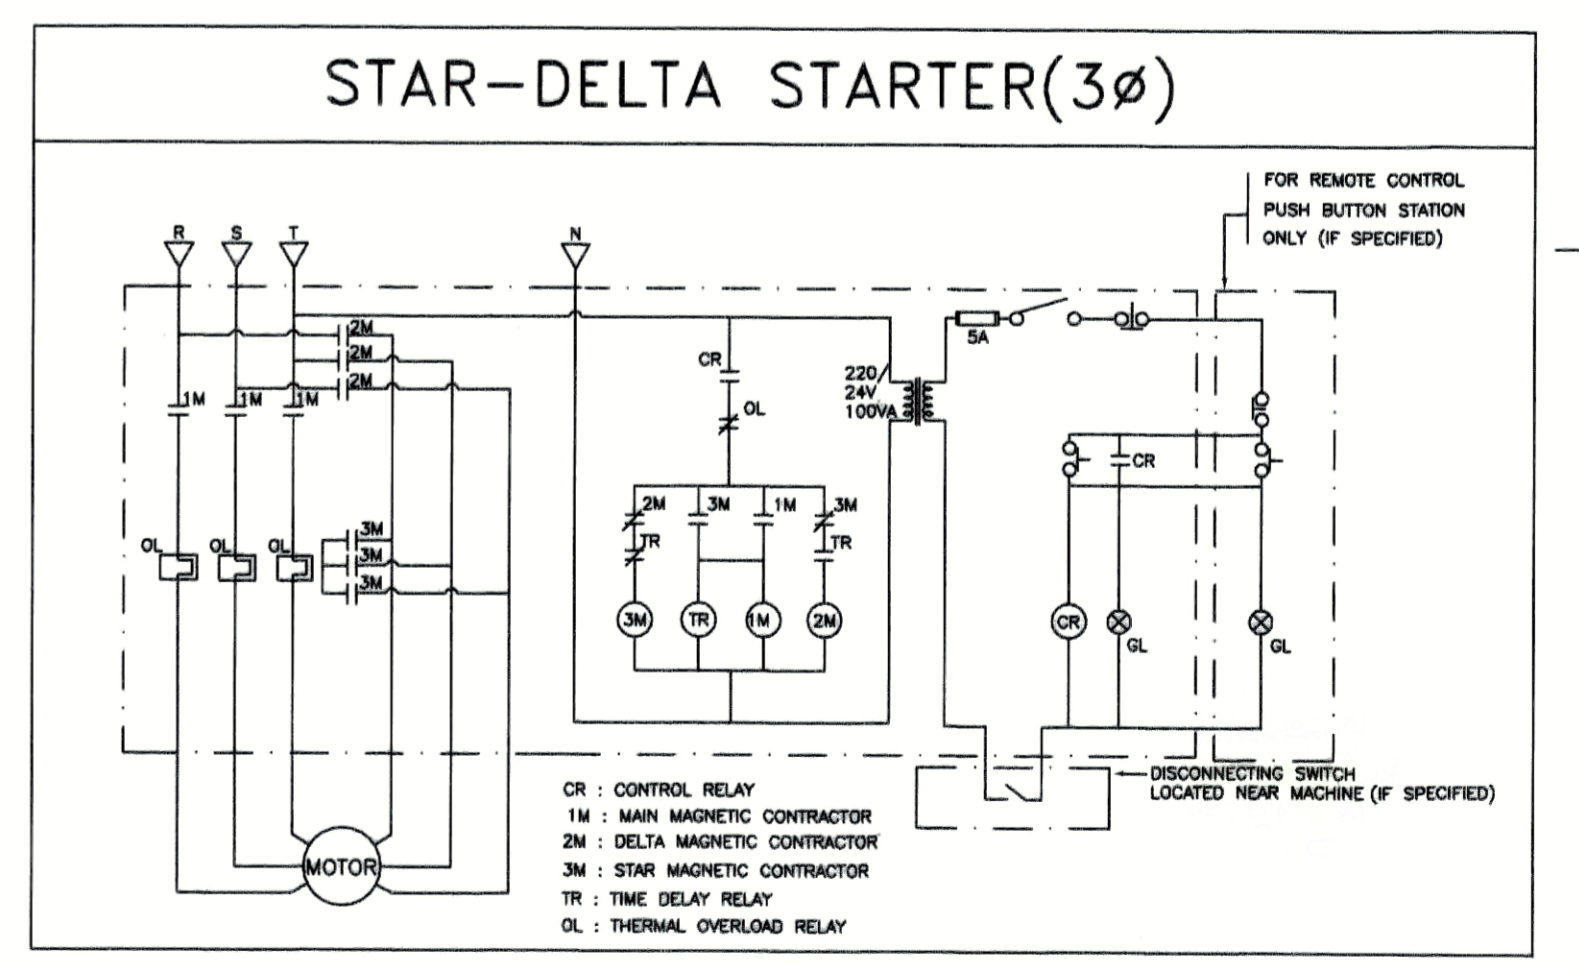 STAR-DELTA STARTER(3ø)
FOR REMOTE CONTROL
PUSH BUTTON STATION
ONLY (IF SPECIFIED)
R S T N
2M
2M
2M
1M 1M 1M
CR
OL
220/
24V
100VA
5A
CR
2M 3M 1M 3M
TR TR
3M
3M
3M
OL OL OL
3M TR 1M 2M
CR
GL GL
DISCONNECTING SWITCH
LOCATED NEAR MACHINE (IF SPECIFIED)
MOTOR
CR : CONTROL RELAY
1M : MAIN MAGNETIC CONTRACTOR
2M : DELTA MAGNETIC CONTRACTOR
3M : STAR MAGNETIC CONTRACTOR
TR : TIME DELAY RELAY
OL : THERMAL OVERLOAD RELAY